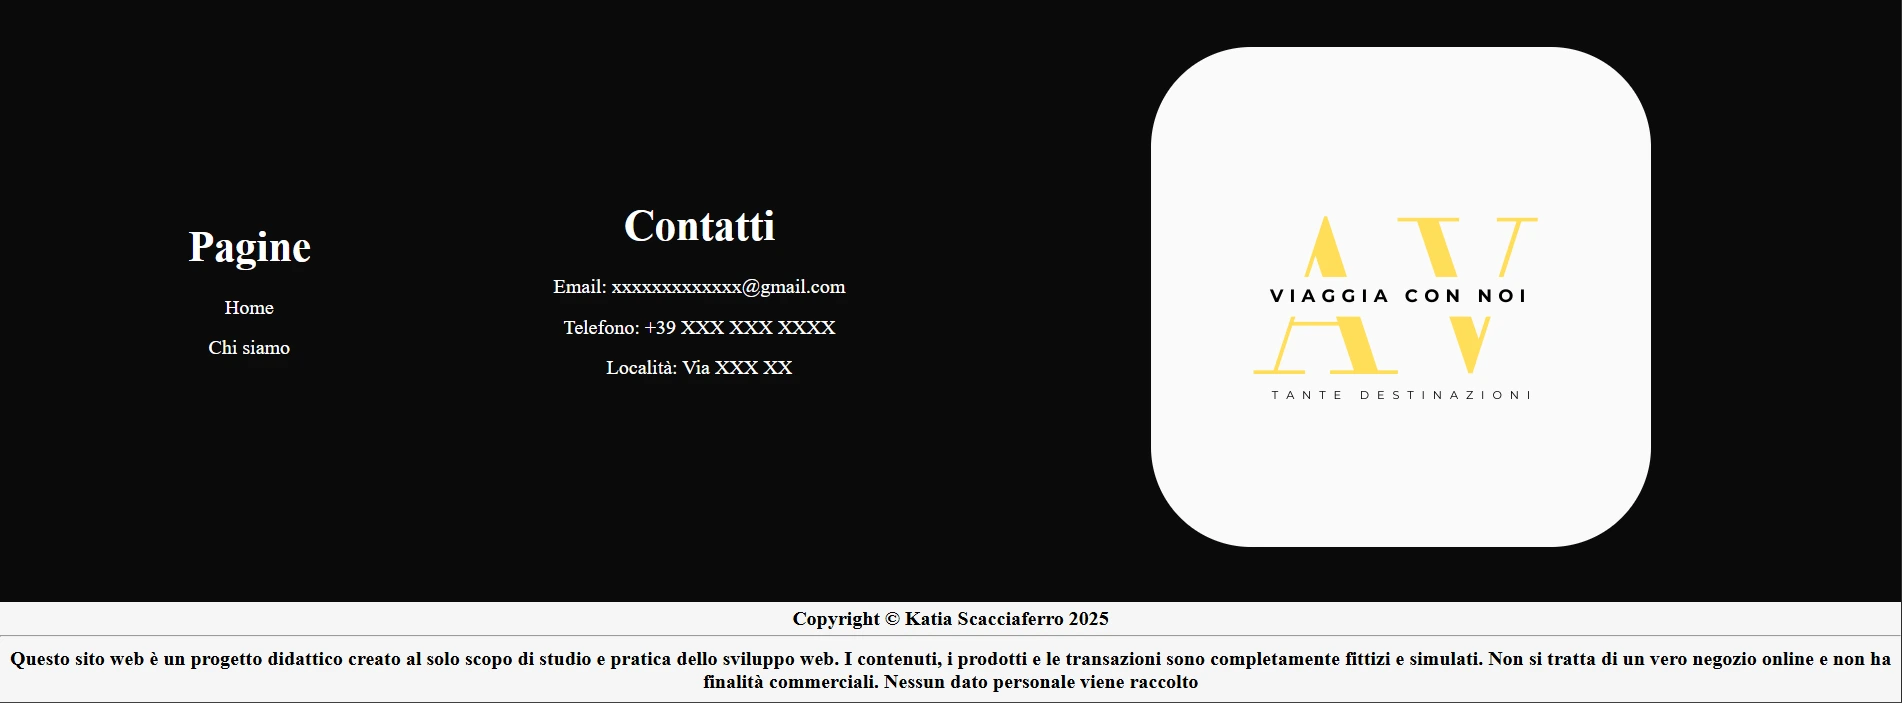 Pagine
Home
Chi siamo
Contatti
Email: xxxxxxxxxxxxx@gmail.com
Telefono: +39 XXX XXX XXXX
Località: Via XXX XX
AV
VIAGGIA CON NOI
TANTE DESTINAZIONI
Copyright © Katia Scacciaferro 2025
Questo sito web è un progetto didattico creato al solo scopo di studio e pratica dello sviluppo web. I contenuti, i prodotti e le transazioni sono completamente fittizi e simulati. Non si tratta di un vero negozio online e non ha
finalità commerciali. Nessun dato personale viene raccolto